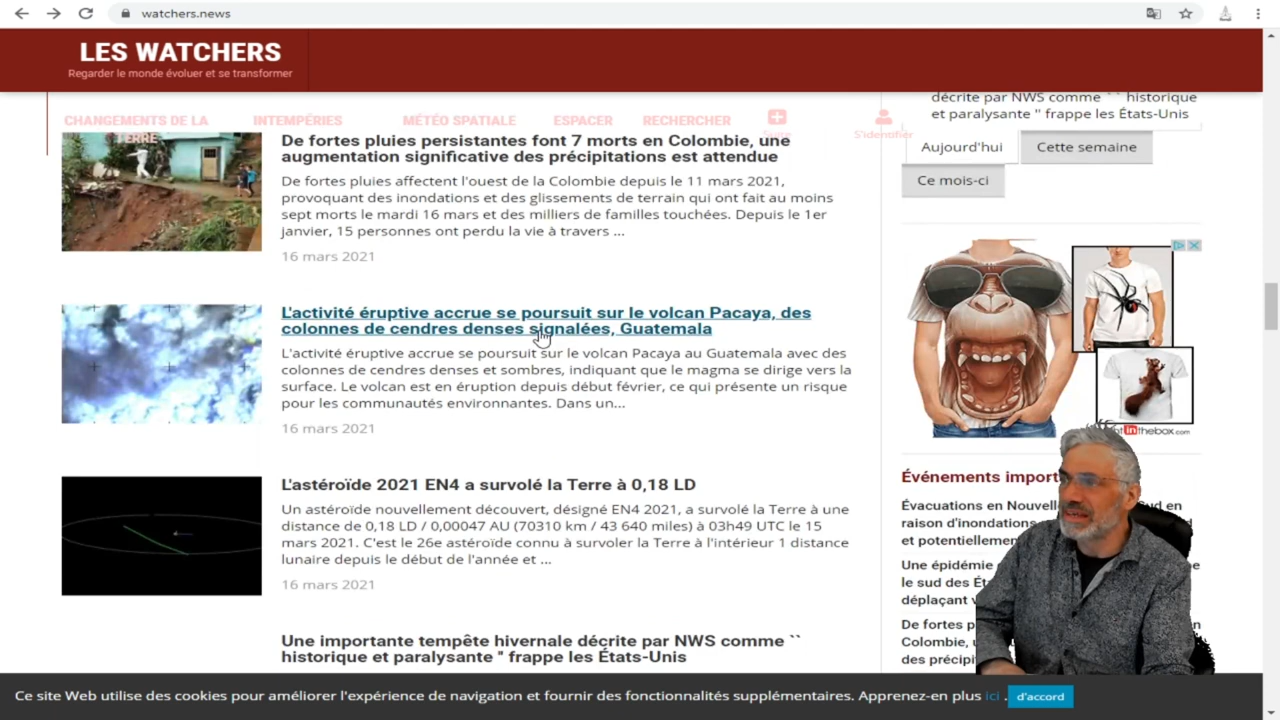 watchers.news
LES WATCHERS
Regarder le monde évoluer et se transformer
CHANGEMENTS DE LA TERRE
INTEMPÉRIES
MÉTÉO SPATIALE
ESPACER
RECHERCHER
Suivre
S'identifier
De fortes pluies persistantes font 7 morts en Colombie, une
augmentation significative des précipitations est attendue
De fortes pluies affectent l'ouest de la Colombie depuis le 11 mars 2021,
provoquant des inondations et des glissements de terrain qui ont fait au moins
sept morts le mardi 16 mars et des milliers de familles touchées. Depuis le 1er
janvier, 15 personnes ont perdu la vie à travers ...
16 mars 2021
L'activité éruptive accrue se poursuit sur le volcan Pacaya, des
colonnes de cendres denses signalées, Guatemala
L'activité éruptive accrue se poursuit sur le volcan Pacaya au Guatemala avec des
colonnes de cendres denses et sombres, indiquant que le magma se dirige vers la
surface. Le volcan est en éruption depuis début février, ce qui présente un risque
pour les communautés environnantes. Dans un...
16 mars 2021
L'astéroïde 2021 EN4 a survolé la Terre à 0,18 LD
Un astéroïde nouvellement découvert, désigné EN4 2021, a survolé la Terre à une
distance de 0,18 LD / 0,00047 AU (70310 km / 43 640 miles) à 03h49 UTC le 15
mars 2021. C'est le 26e astéroïde connu à survoler la Terre à l'intérieur 1 distance
lunaire depuis le début de l'année et ...
16 mars 2021
Une importante tempête hivernale décrite par NWS comme ``
historique et paralysante '' frappe les États-Unis
décrite par NWS comme `` historique
et paralysante '' frappe les États-Unis
Aujourd'hui
Cette semaine
Ce mois-ci
inthebox.com
Événements import
Évacuations en Nouvelle Sud en
raison d'inondations
et potentiellemen
Une épidémie
le sud des É
déplaçant
De fortes p
Colombie,
des précipit
Ce site Web utilise des cookies pour améliorer l'expérience de navigation et fournir des fonctionnalités supplémentaires. Apprenez-en plus ici . d'accord